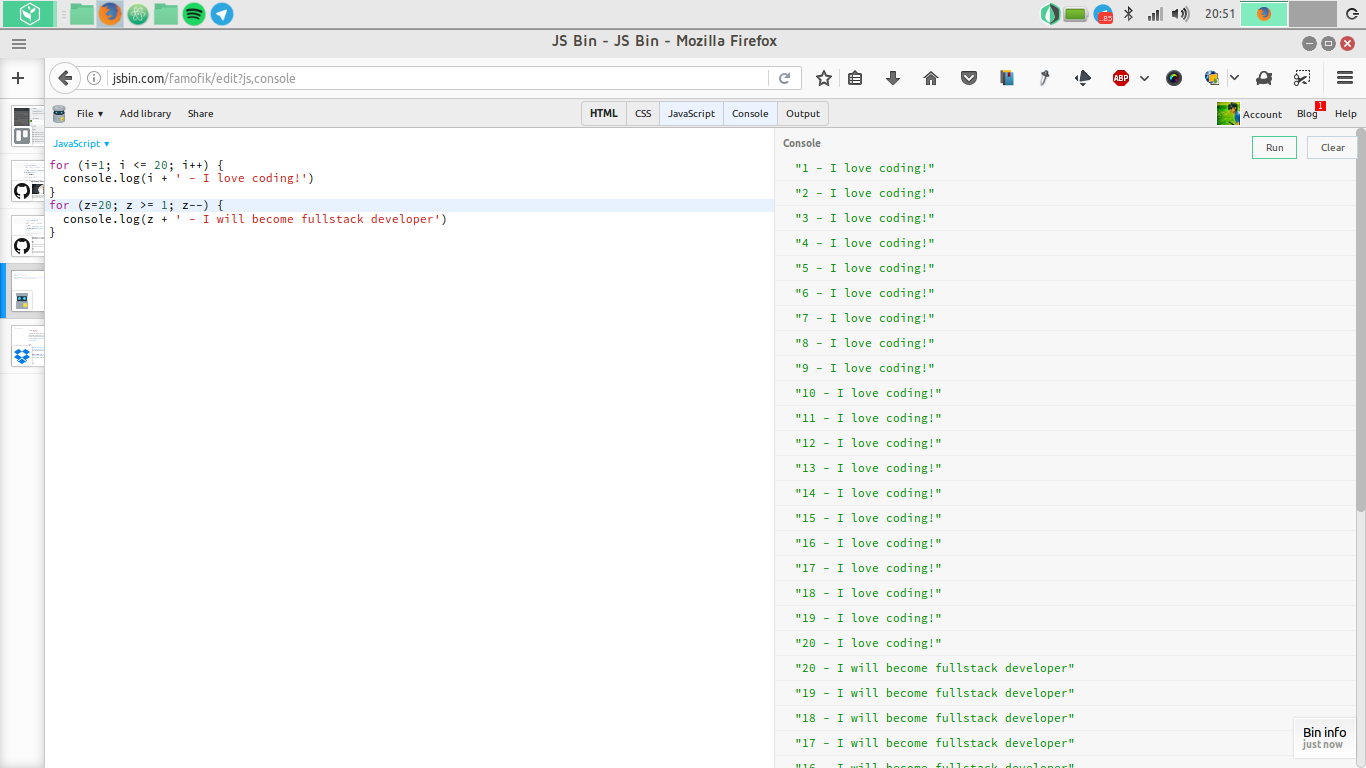 20:51
.85
JS Bin - JS Bin - Mozilla Firefox
jsbin.com/famofik/edit?js,console
ABP
File ▾ Add library Share
HTML CSS JavaScript Console Output
Account Blog 1 Help
JavaScript ▾
for (i=1; i <= 20; i++) {
console.log(i + ' - I love coding!')
}
for (z=20; z >= 1; z--) {
console.log(z + ' - I will become fullstack developer')
}
Console
Run Clear
"1 - I love coding!"
"2 - I love coding!"
"3 - I love coding!"
"4 - I love coding!"
"5 - I love coding!"
"6 - I love coding!"
"7 - I love coding!"
"8 - I love coding!"
"9 - I love coding!"
"10 - I love coding!"
"11 - I love coding!"
"12 - I love coding!"
"13 - I love coding!"
"14 - I love coding!"
"15 - I love coding!"
"16 - I love coding!"
"17 - I love coding!"
"18 - I love coding!"
"19 - I love coding!"
"20 - I love coding!"
"20 - I will become fullstack developer"
"19 - I will become fullstack developer"
"18 - I will become fullstack developer"
"17 - I will become fullstack developer"
"16 - I will become fullstack developer"
Bin info
just now